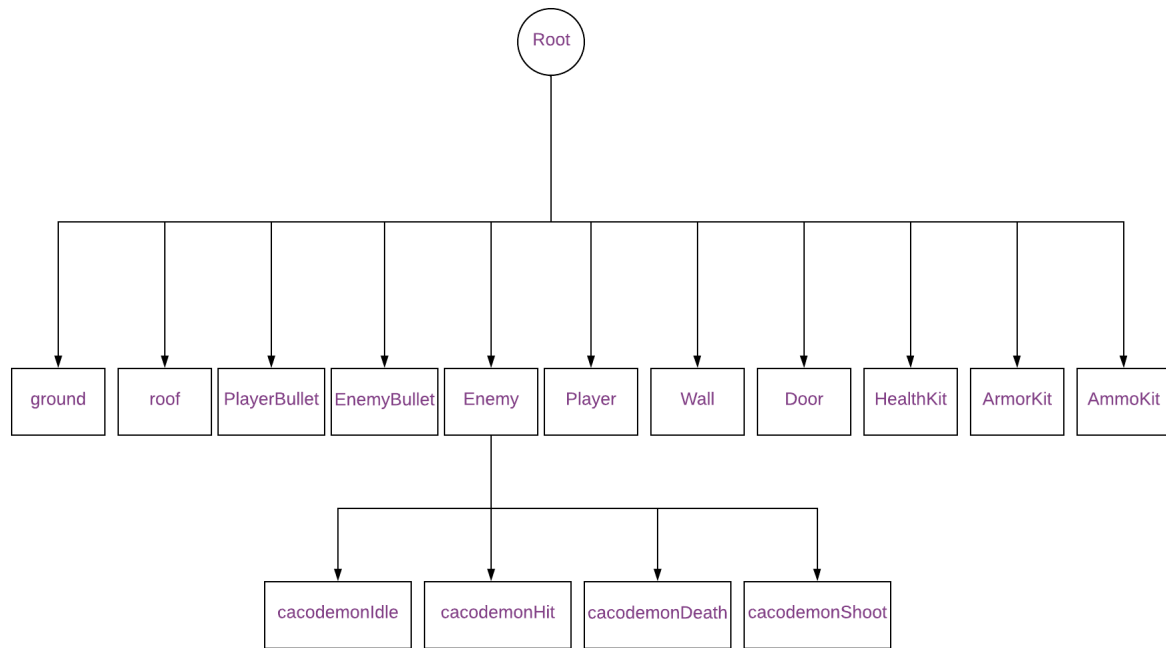 Root
ground
roof
PlayerBullet
EnemyBullet
Enemy
Player
Wall
Door
HealthKit
ArmorKit
AmmoKit
cacodemonIdle
cacodemonHit
cacodemonDeath
cacodemonShoot